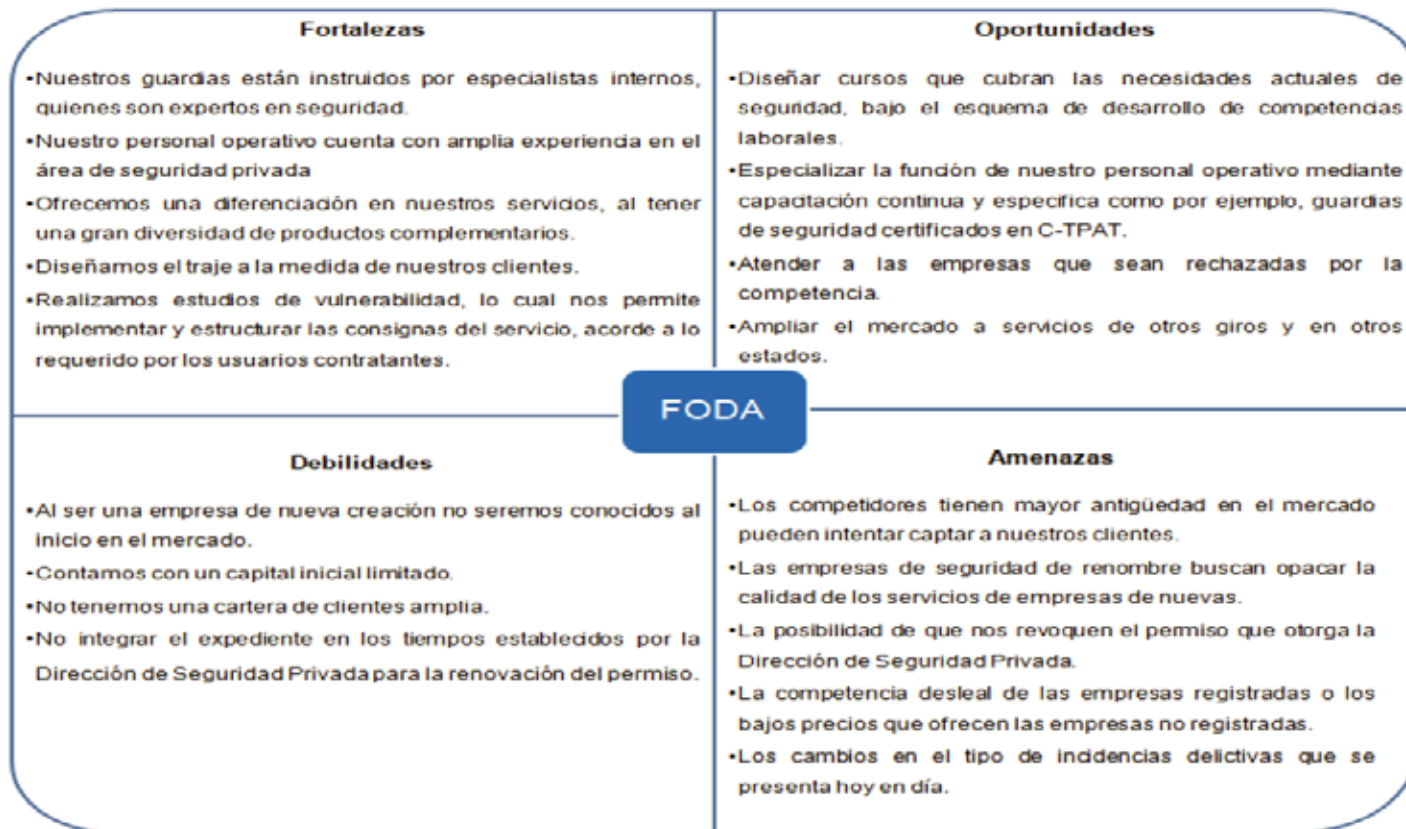 Fortalezas
•Nuestros guardias están instruidos por especialistas internos,
quienes son expertos en seguridad.
•Nuestro personal operativo cuenta con amplia experiencia en el
área de seguridad privada
•Ofrecemos una diferenciación en nuestros servicios, al tener
una gran diversidad de productos complementarios.
•Diseñamos el traje a la medida de nuestros clientes.
•Realizamos estudios de vulnerabilidad, lo cual nos permite
implementar y estructurar las consignas del servicio, acorde a lo
requerido por los usuarios contratantes.
Oportunidades
•Diseñar cursos que cubran las necesidades actuales de
seguridad, bajo el esquema de desarrollo de competencias
laborales.
•Especializar la función de nuestro personal operativo mediante
capacitación continua y especifica como por ejemplo, guardias
de seguridad certificados en C-TPAT.
•Atender a las empresas que sean rechazadas por la
competencia.
•Ampliar el mercado a servicios de otros giros y en otros
estados.
FODA
Debilidades
•Al ser una empresa de nueva creación no seremos conocidos al
inicio en el mercado.
•Contamos con un capital inicial limitado.
•No tenemos una cartera de clientes amplia.
•No integrar el expediente en los tiempos establecidos por la
Dirección de Seguridad Privada para la renovación del permiso.
Amenazas
•Los competidores tienen mayor antigüedad en el mercado
pueden intentar captar a nuestros clientes.
•Las empresas de seguridad de renombre buscan opacar la
calidad de los servicios de empresas de nuevas.
•La posibilidad de que nos revoquen el permiso que otorga la
Dirección de Seguridad Privada.
•La competencia desleal de las empresas registradas o los
bajos precios que ofrecen las empresas no registradas.
•Los cambios en el tipo de incidencias delictivas que se
presenta hoy en día.